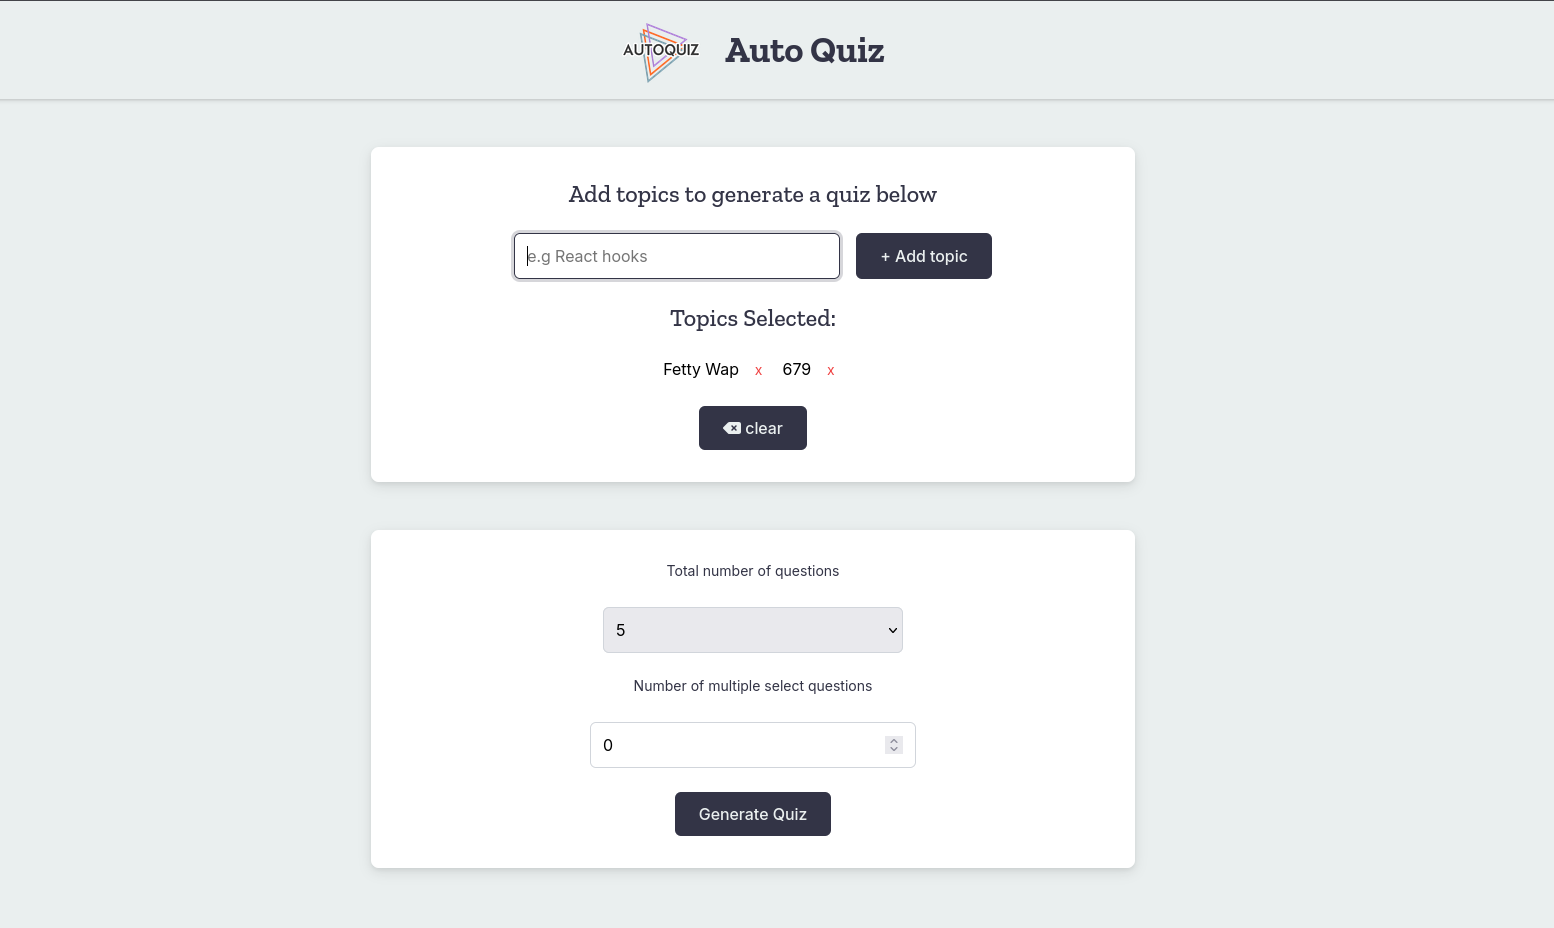 AUTOQUIZ Auto Quiz
Add topics to generate a quiz below
e.g React hooks + Add topic
Topics Selected:
Fetty Wap x 679 x
clear
Total number of questions
5
Number of multiple select questions
0
Generate Quiz